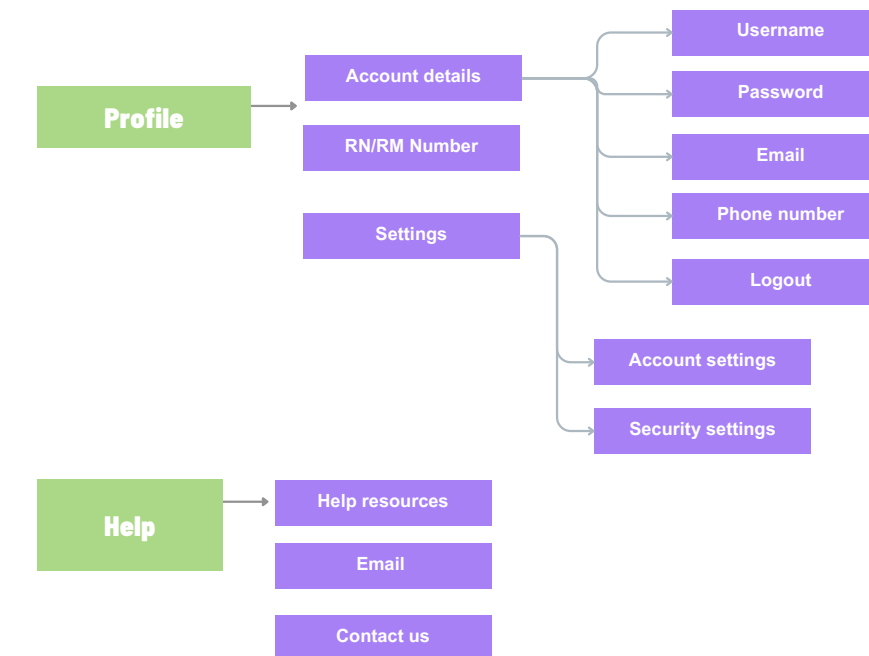 Profile
Account details
RN/RM Number
Settings
Username
Password
Email
Phone number
Logout
Account settings
Security settings
Help
Help resources
Email
Contact us